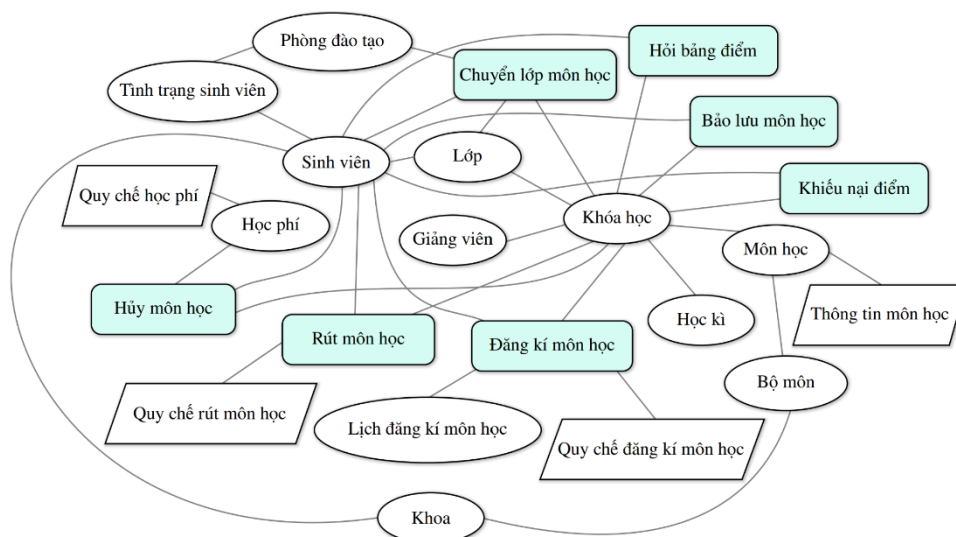 Phòng đào tạo
Hỏi bảng điểm
Chuyển lớp môn học
Tình trạng sinh viên
Bảo lưu môn học
Sinh viên
Lớp
Khiếu nại điểm
Quy chế học phí
Khóa học
Học phí
Giảng viên
Môn học
Hủy môn học
Rút môn học
Đăng kí môn học
Học kì
Thông tin môn học
Bộ môn
Quy chế rút môn học
Lịch đăng kí môn học
Quy chế đăng kí môn học
Khoa